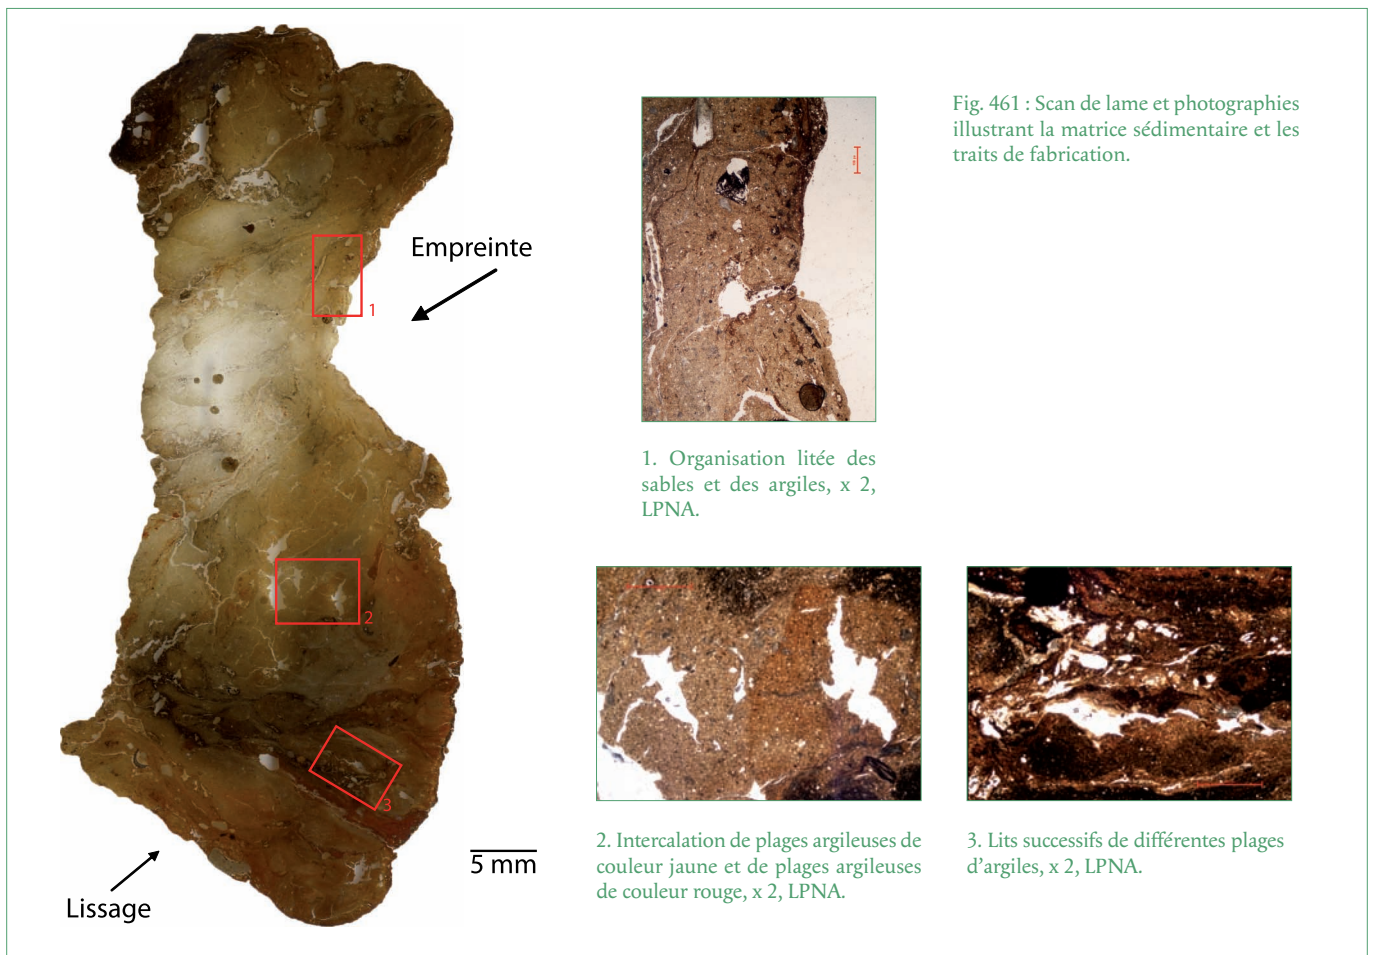 Fig. 461 : Scan de lame et photographies
illustrant la matrice sédimentaire et les
traits de fabrication.
Empreinte
1
1. Organisation litée des
sables et des argiles, x 2,
LPNA.
2
3
5 mm
Lissage
2. Intercalation de plages argileuses de
couleur jaune et de plages argileuses
de couleur rouge, x 2, LPNA.
3. Lits successifs de différentes plages
d’argiles, x 2, LPNA.